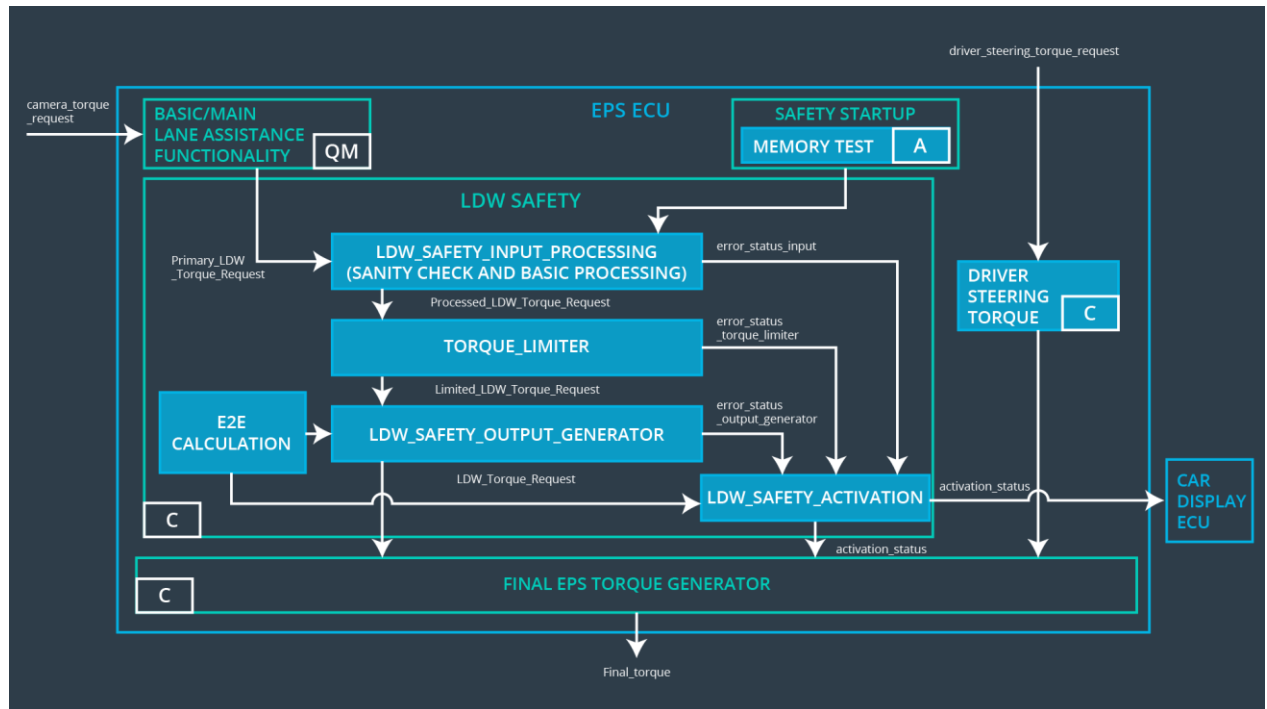 driver_steering_torque_request
camera_torque
_request
EPS ECU
BASIC/MAIN
LANE ASSISTANCE
FUNCTIONALITY
QM
SAFETY STARTUP
MEMORY TEST
A
LDW SAFETY
LDW_SAFETY_INPUT_PROCESSING
(SANITY CHECK AND BASIC PROCESSING)
error_status_input
Primary_LDW
_Torque_Request
Processed_LDW_Torque_Request
DRIVER
STEERING
TORQUE
C
TORQUE_LIMITER
error_status
_torque_limiter
Limited_LDW_Torque_Request
E2E
CALCULATION
LDW_SAFETY_OUTPUT_GENERATOR
error_status
_output_generator
LDW_Torque_Request
LDW_SAFETY_ACTIVATION
activation_status
CAR
DISPLAY
ECU
C
activation_status
FINAL EPS TORQUE GENERATOR
C
Final_torque